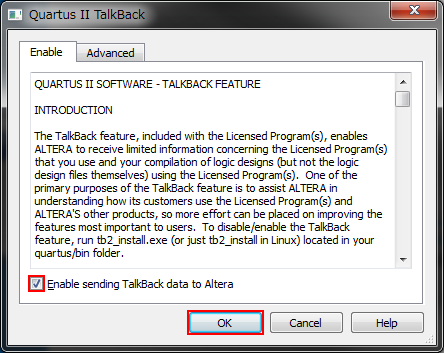 Quartus II TalkBack
Enable Advanced
QUARTUS II SOFTWARE - TALKBACK FEATURE
INTRODUCTION
The TalkBack feature, included with the Licensed Program(s), enables
ALTERA to receive limited information concerning the Licensed Program(s)
that you use and your compilation of logic designs (but not the logic
design files themselves) using the Licensed Program(s).  One of the
primary purposes of the TalkBack feature is to assist ALTERA in
understanding how its customers use the Licensed Program(s) and
ALTERA'S other products, so more effort can be placed on improving the
features most important to users.  To disable/enable the TalkBack
feature, run tb2_install.exe (or just tb2_install in Linux) located in your
quartus/bin folder.
Enable sending TalkBack data to Altera
OK Cancel Help